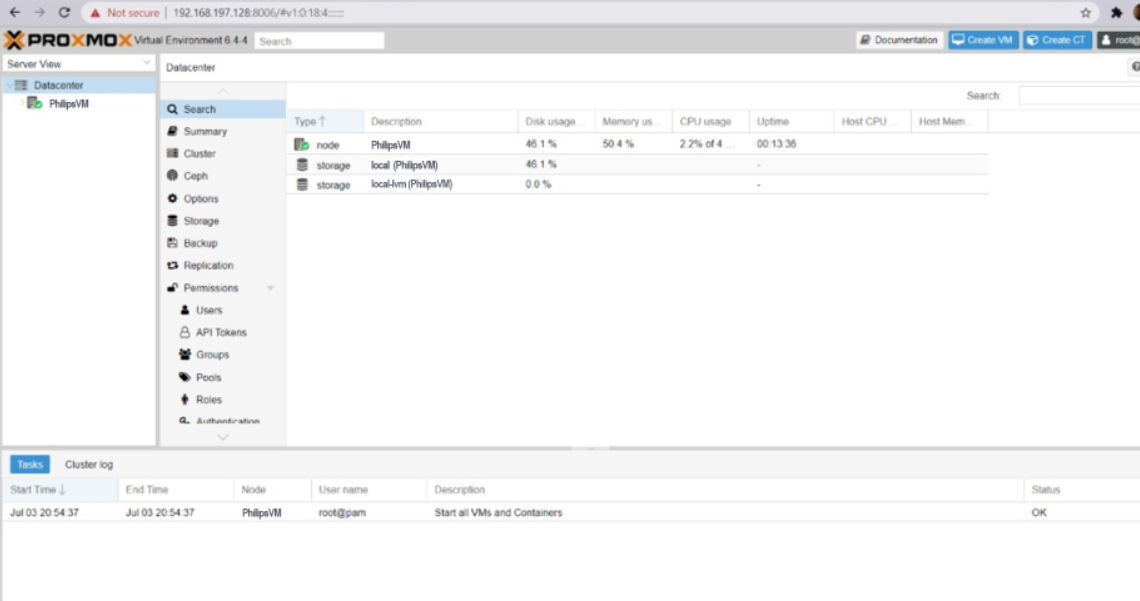 Not secure | 192.168.197.128:8006/#v1:0:18:4:::::::
PROXMOX Virtual Environment 6.4-4 Search Documentation Create VM Create CT root@
Server View
Datacenter
PhilipsVM
Datacenter
Search
Summary
Cluster
Ceph
Options
Storage
Backup
Replication
Permissions
Users
API Tokens
Groups
Pools
Roles
Authentication
Search:
Type Description Disk usage... Memory us... CPU usage Uptime Host CPU ... Host Mem...
node PhilipsVM 46.1 % 50.4 % 2.2% of 4 ... 00:13:36
storage local (PhilipsVM) 46.1 % -
storage local-lvm (PhilipsVM) 0.0 % -
Tasks Cluster log
Start Time End Time Node User name Description Status
Jul 03 20:54:37 Jul 03 20:54:37 PhilipsVM root@pam Start all VMs and Containers OK